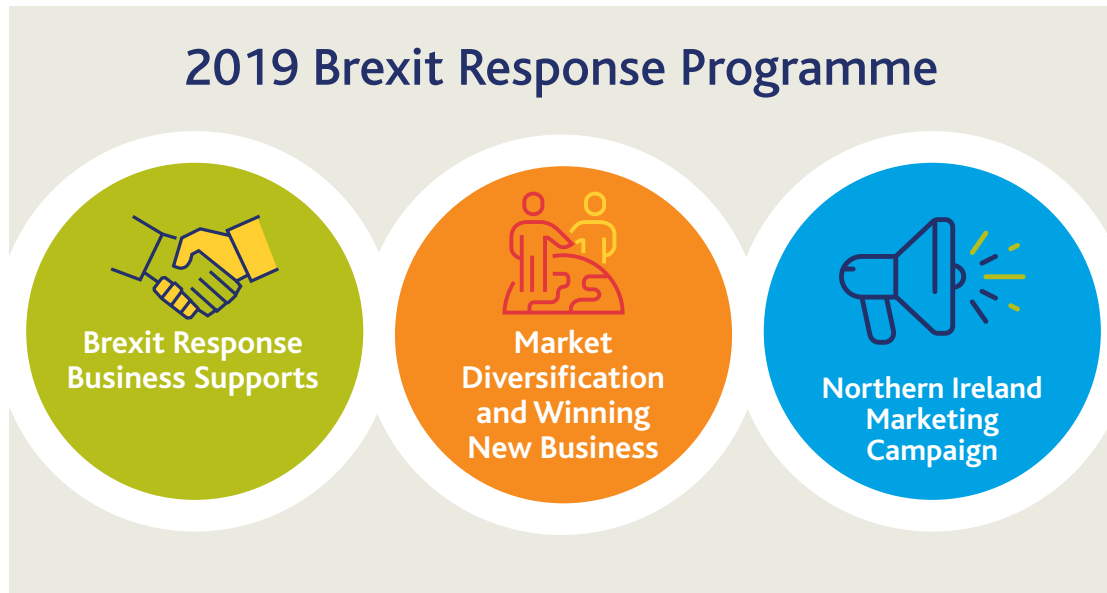 2019 Brexit Response Programme
Brexit Response
Business Supports
Market
Diversification
and Winning
New Business
Northern Ireland
Marketing
Campaign